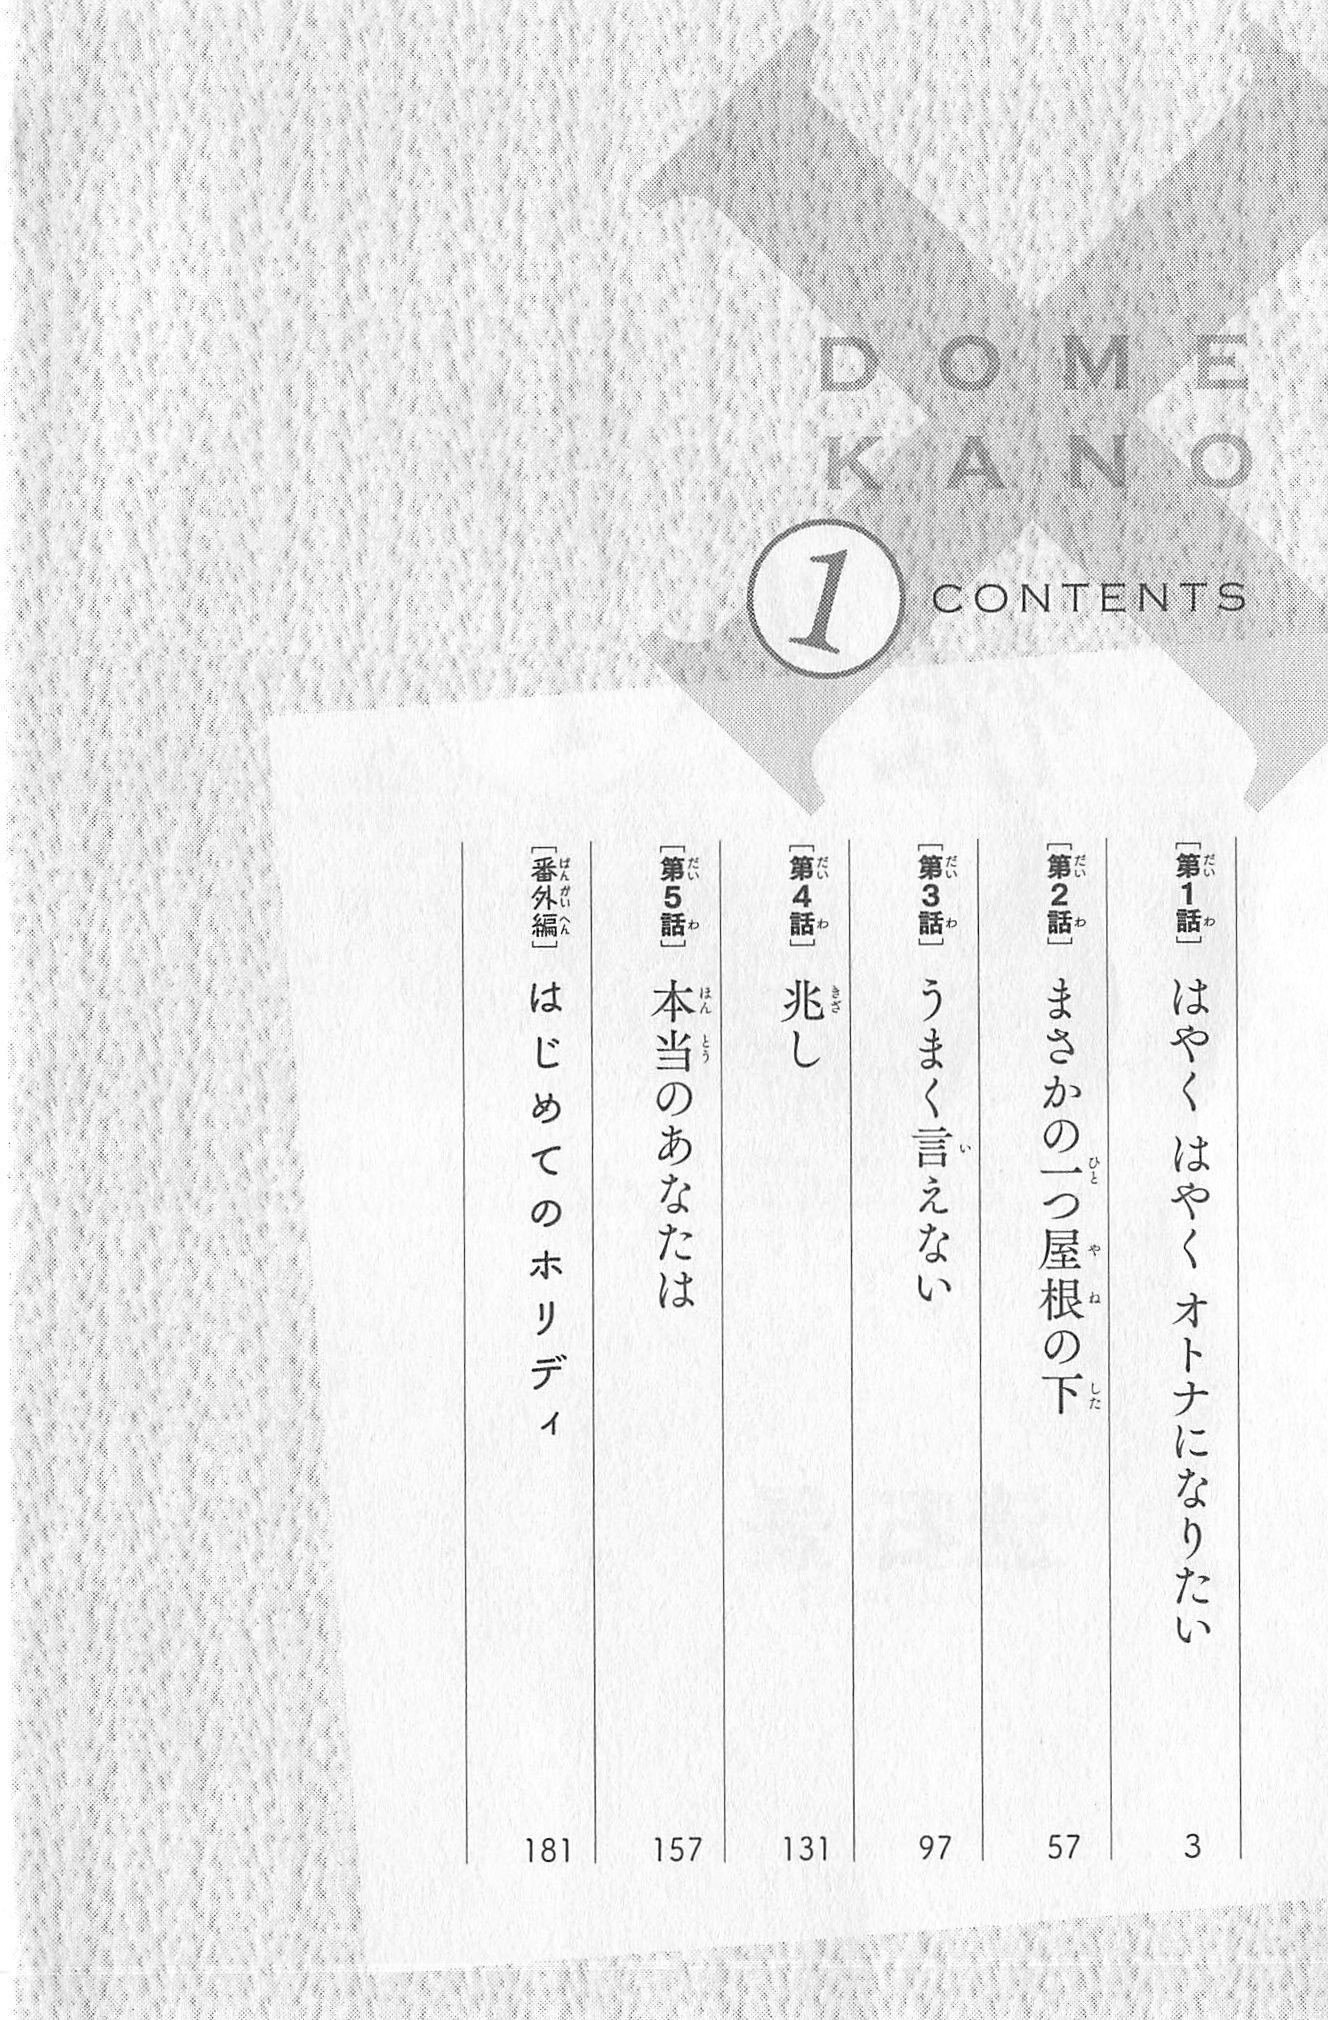 DOME
KANO
1 CONTENTS
[第1話] はやく はやく オトナになりたい 3
[第2話] まさかの一つ屋根の下 57
[第3話] うまく言えない 97
[第4話] 兆し 131
[第5話] 本当のあなたは 157
[番外編] はじめてのホリディ 181